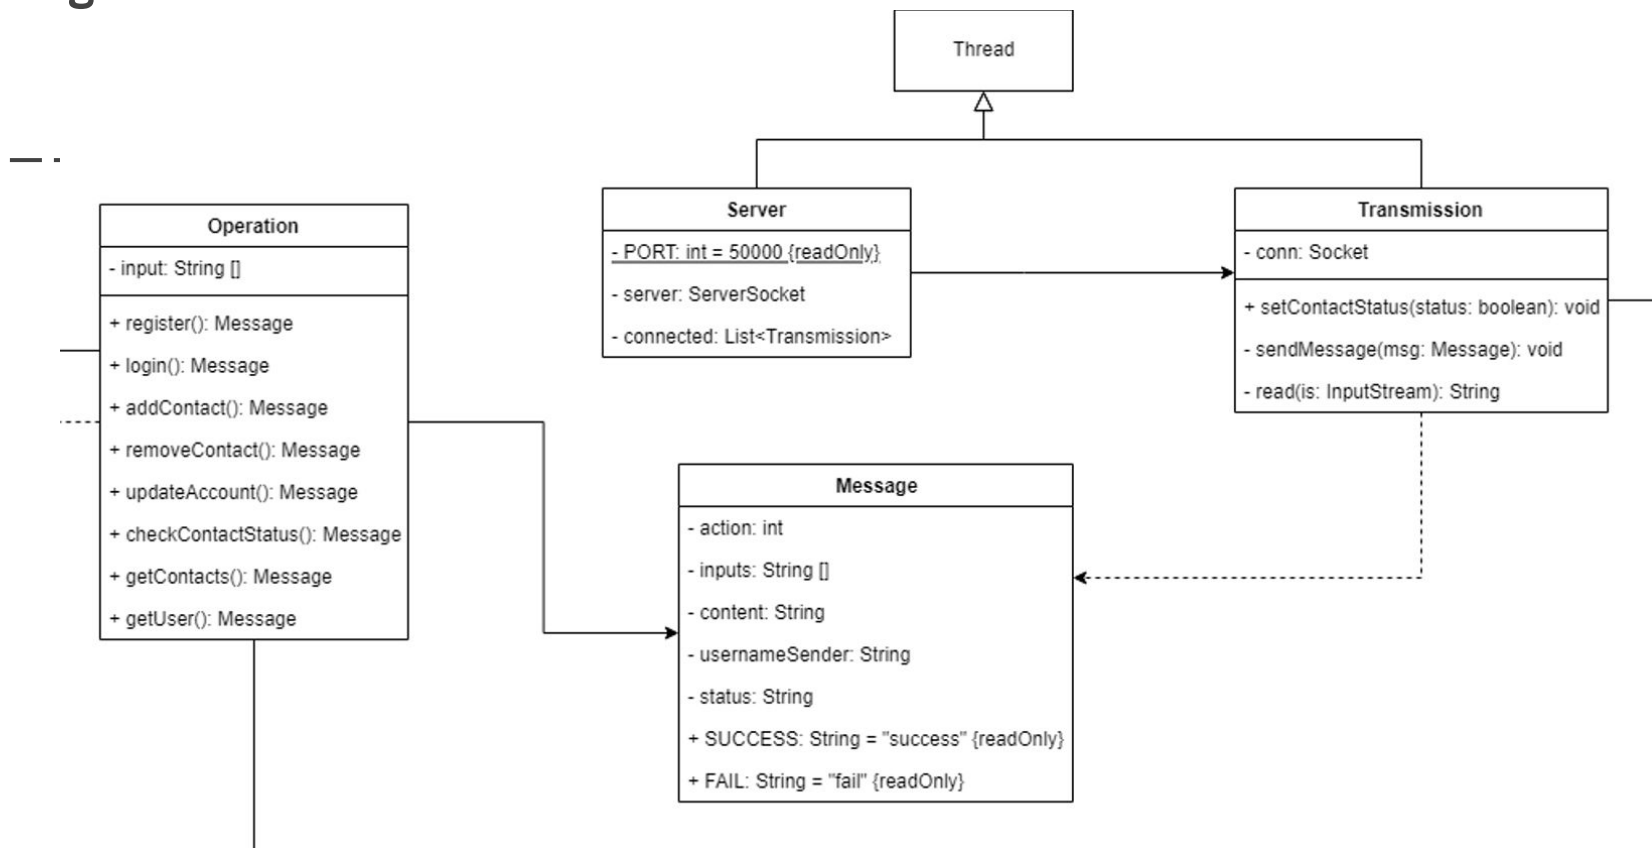 Thread
Operation
- input: String []
+ register(): Message
+ login(): Message
+ addContact(): Message
+ removeContact(): Message
+ updateAccount(): Message
+ checkContactStatus(): Message
+ getContacts(): Message
+ getUser(): Message
Server
- PORT: int = 50000 {readOnly}
- server: ServerSocket
- connected: List<Transmission>
Transmission
- conn: Socket
+ setContactStatus(status: boolean): void
- sendMessage(msg: Message): void
- read(is: InputStream): String
Message
- action: int
- inputs: String []
- content: String
- usernameSender: String
- status: String
+ SUCCESS: String = "success" {readOnly}
+ FAIL: String = "fail" {readOnly}